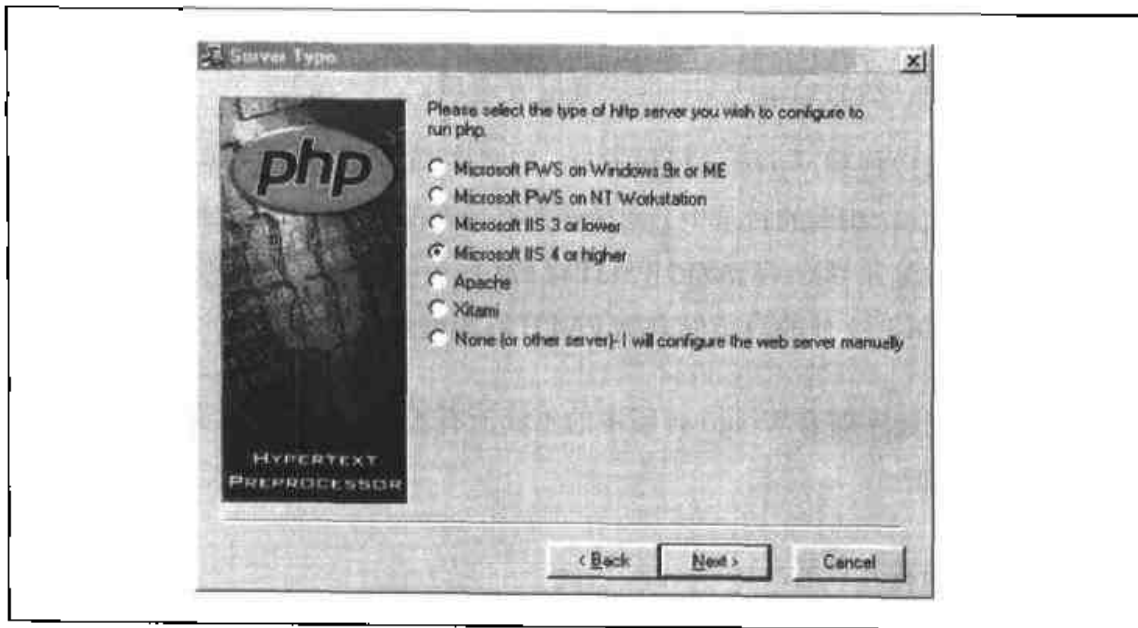 Server Type
Please select the type of http server you wish to configure to
run php.
php
Microsoft PWS on Windows 9x or ME
Microsoft PWS on NT Workstation
Microsoft IIS 3 or lower
Microsoft IIS 4 or higher
Apache
Xitami
None (or other server)- I will configure the web server manually
HYPERTEXT
PREPROCESSOR
< Back
Next >
Cancel